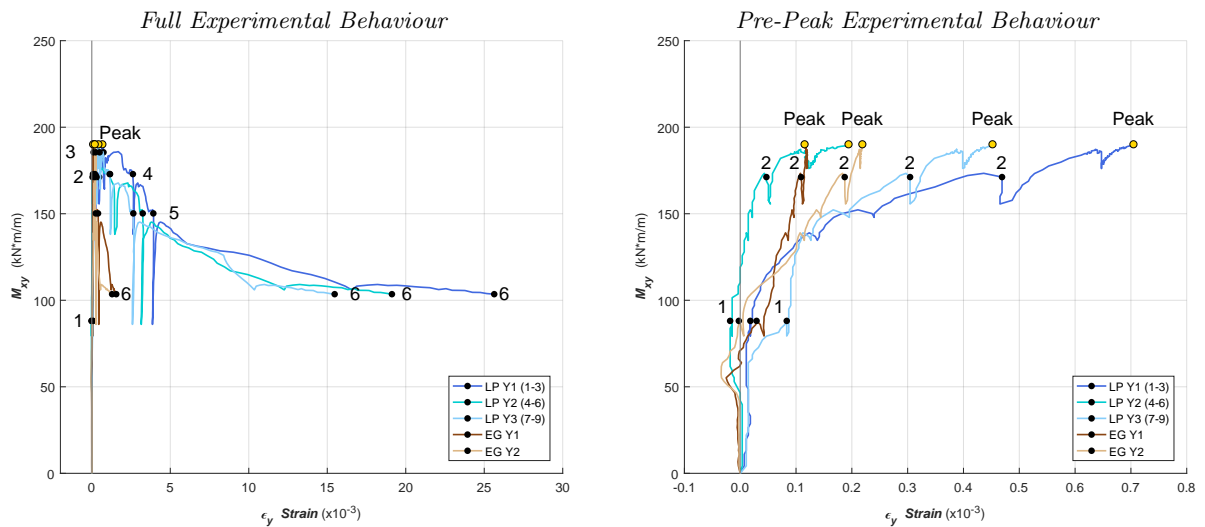 Full Experimental Behaviour
250
200
150
100
50
0
0
5
10
15
20
25
30
M_xy (kN*m/m)
ϵ_y Strain (x10^-3)
Peak
3
4
2
5
6
6
6
6
1
LP Y1 (1-3)
LP Y2 (4-6)
LP Y3 (7-9)
EG Y1
EG Y2
Pre-Peak Experimental Behaviour
250
200
150
100
50
0
-0.1
0.0
0.1
0.2
0.3
0.4
0.5
0.6
0.7
0.8
M_xy (kN*m/m)
ϵ_y Strain (x10^-3)
Peak Peak Peak Peak
2 2 2 2 2
1 1
LP Y1 (1-3)
LP Y2 (4-6)
LP Y3 (7-9)
EG Y1
EG Y2